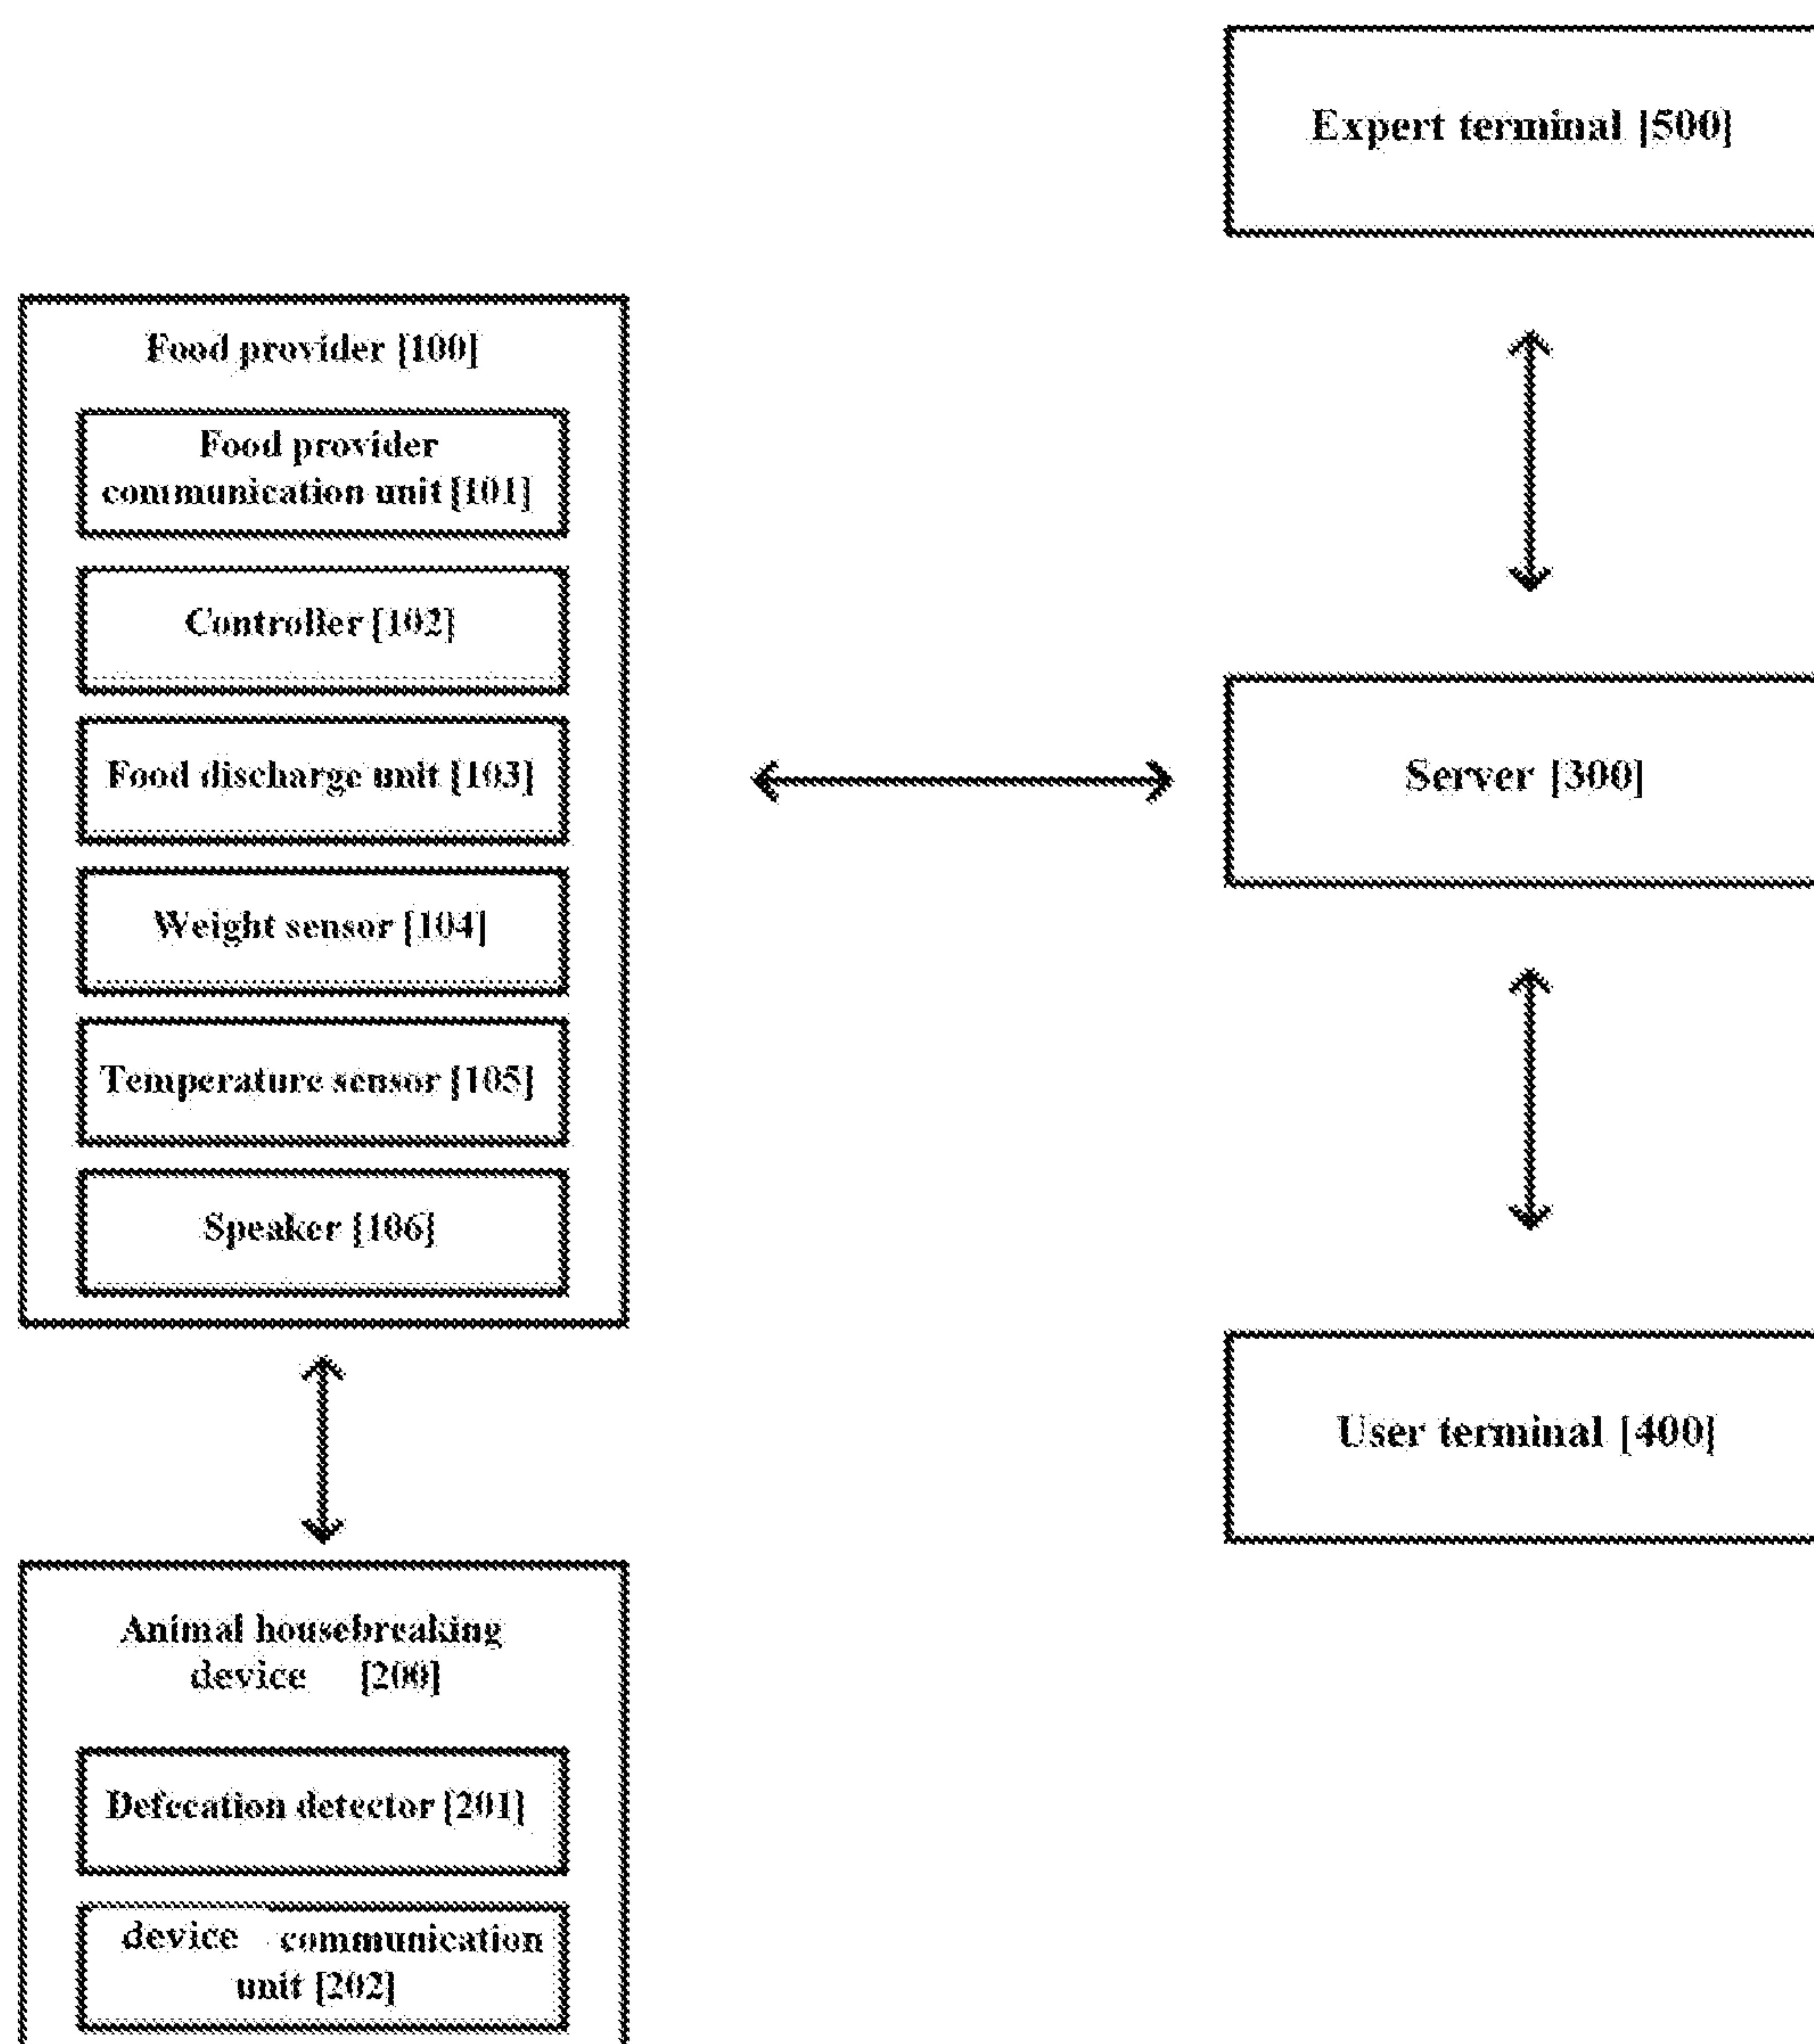 Expert terminal [500]
Food provider [100]
Food provider
communication unit [101]
Controller [102]
Food discharge unit [103]
Weight sensor [104]
Temperature sensor [105]
Speaker [106]
Server [300]
User terminal [400]
Animal housebreaking
device [200]
Defecation detector [201]
device communication
unit [202]